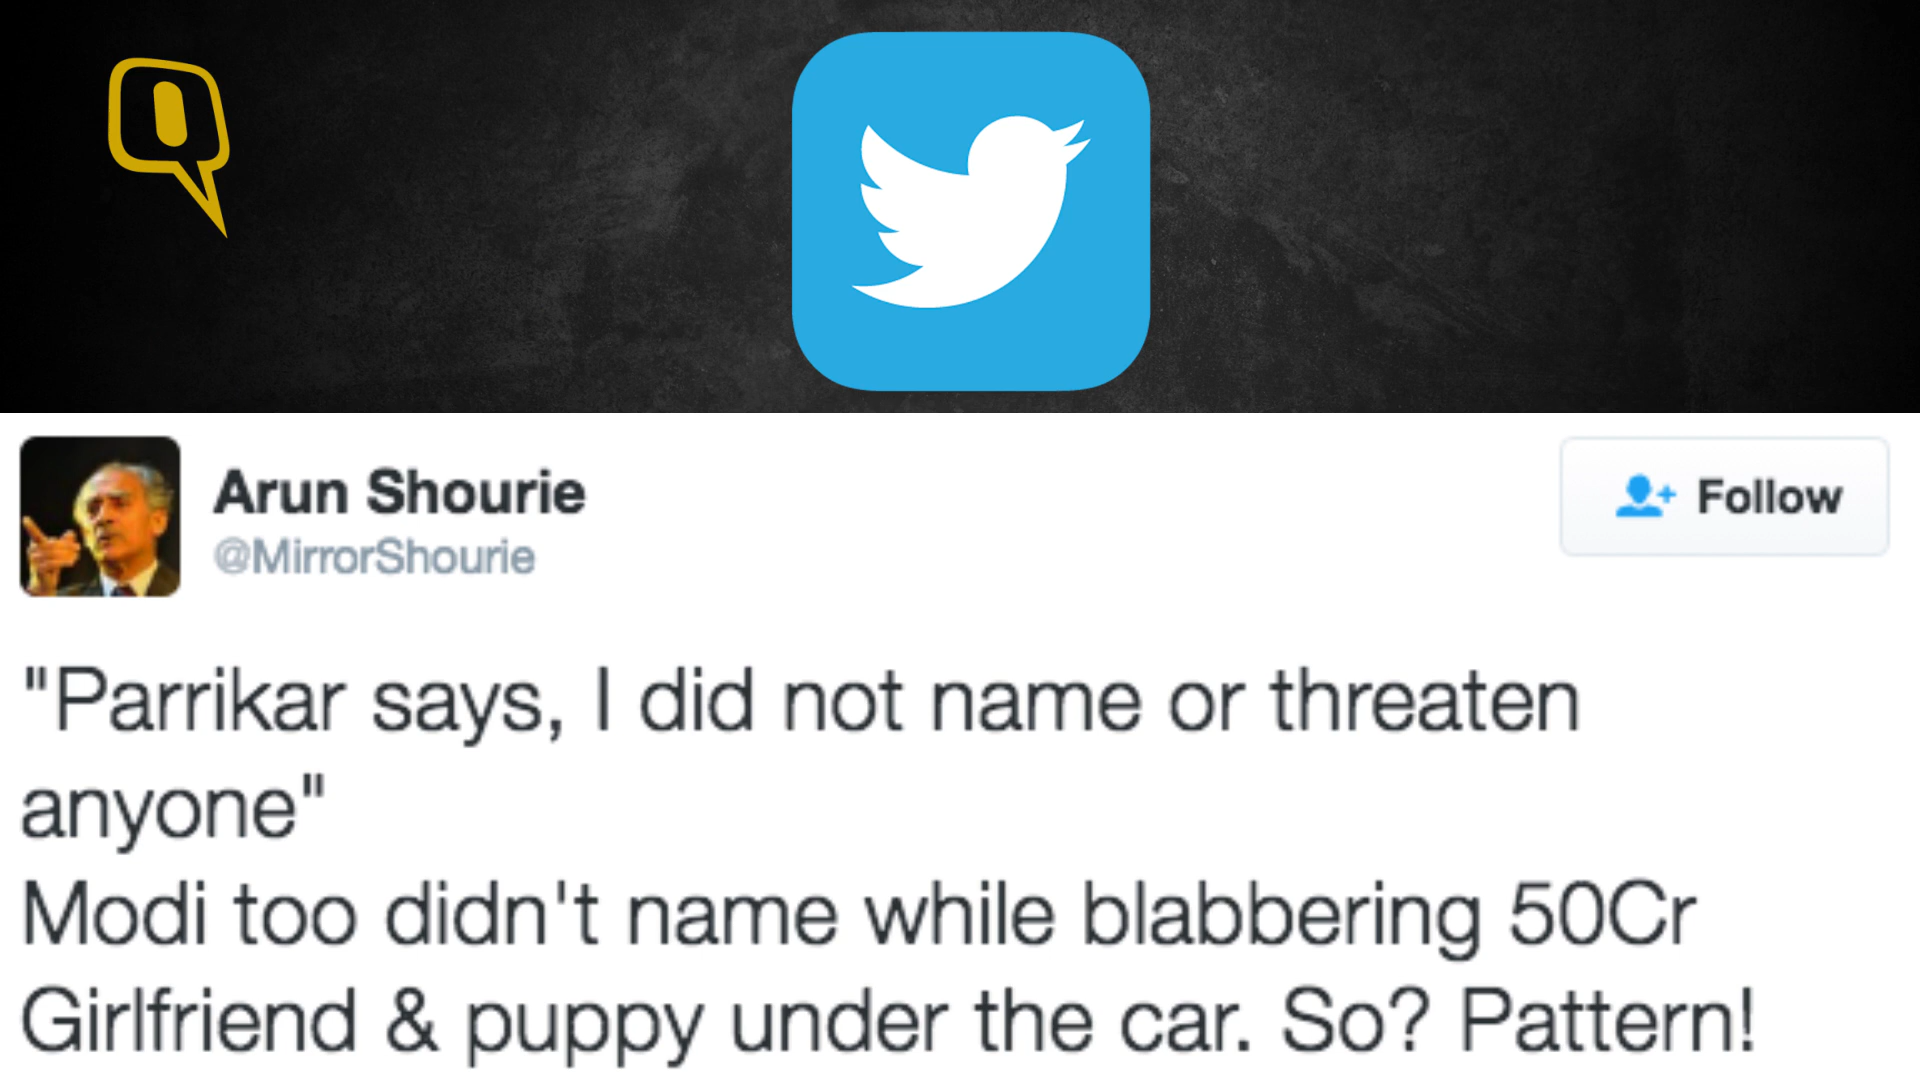 Arun Shourie
@MirrorShourie
Follow
"Parrikar says, I did not name or threaten
anyone"
Modi too didn't name while blabbering 50Cr
Girlfriend & puppy under the car. So? Pattern!